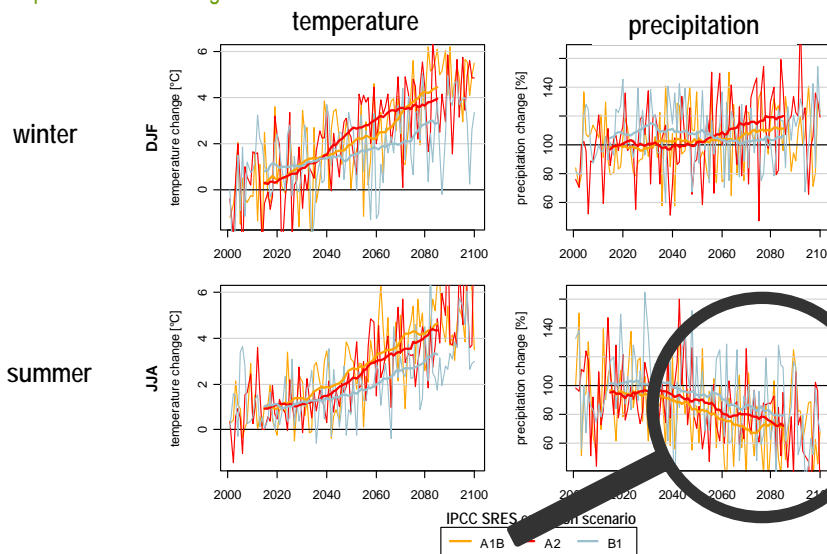 temperature precipitation
winter
DJF
temperature change [°C]
0 2 4 6
2000 2020 2040 2060 2080 2100
precipitation change [%]
60 80 100 140
2000 2020 2040 2060 2080 2100
summer
JJA
temperature change [°C]
0 2 4 6
2000 2020 2040 2060 2080 2100
precipitation change [%]
60 80 100 140
2040 2060 2080
IPCC SRES scenario
A1B A2 B1